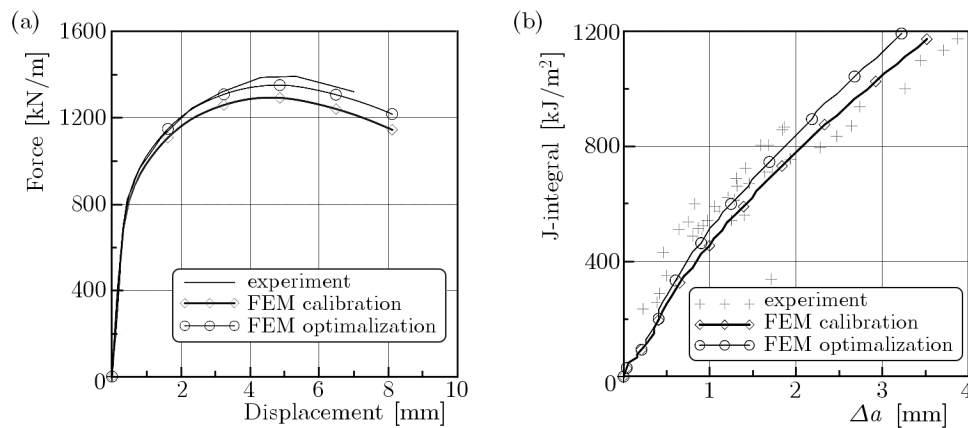 (a)
Force [kN/m]
1600
1200
800
400
0
0 2 4 6 8 10
Displacement [mm]
experiment
FEM calibration
FEM optimalization
(b)
J-integral [kJ/m²]
1200
800
400
0
0 1 2 3 4
Δa [mm]
experiment
FEM calibration
FEM optimalization